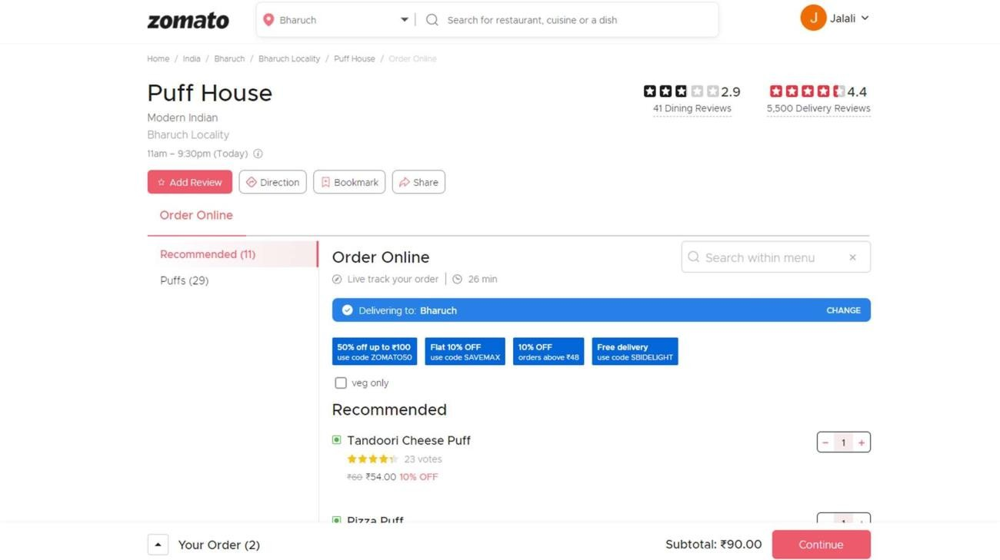 zomato
Bharuch
Search for restaurant, cuisine or a dish
J
Jalali
Home / India / Bharuch / Bharuch Locality / Puff House / Order Online
Puff House
2.9
4.4
41 Dining Reviews
5,500 Delivery Reviews
Modern Indian
Bharuch Locality
11am – 9:30pm (Today)
Add Review
Direction
Bookmark
Share
Order Online
Recommended (11)
Puffs (29)
Order Online
Search within menu
Live track your order
26 min
Delivering to: Bharuch
CHANGE
50% off up to ₹100
use code ZOMATO50
Flat 10% OFF
use code SAVEMAX
10% OFF
orders above ₹48
Free delivery
use code SBIDELIGHT
veg only
Recommended
Tandoori Cheese Puff
1
23 votes
₹60 ₹54.00 10% OFF
Pizza Puff
1
Your Order (2)
Subtotal: ₹90.00
Continue